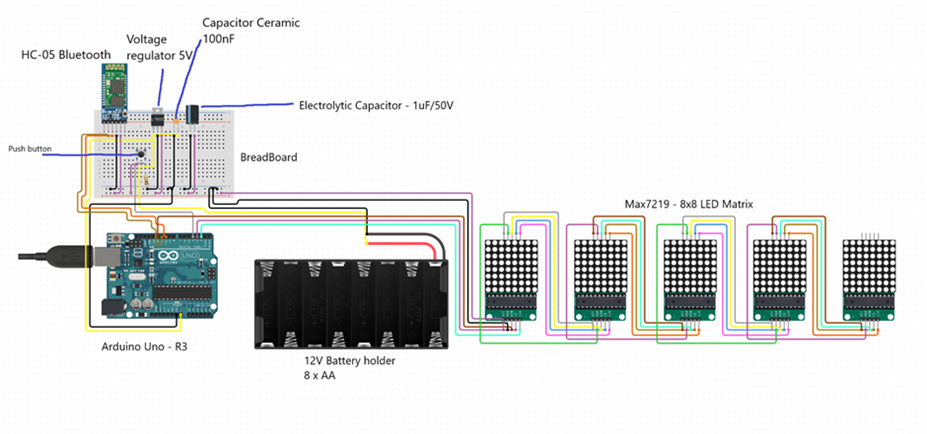 Capacitor Ceramic
100nF
Voltage
regulator 5V
HC-05 Bluetooth
Electrolytic Capacitor - 1uF/50V
Push button
BreadBoard
Max7219 - 8x8 LED Matrix
UNO
Arduino Uno - R3
12V Battery holder
8 x AA